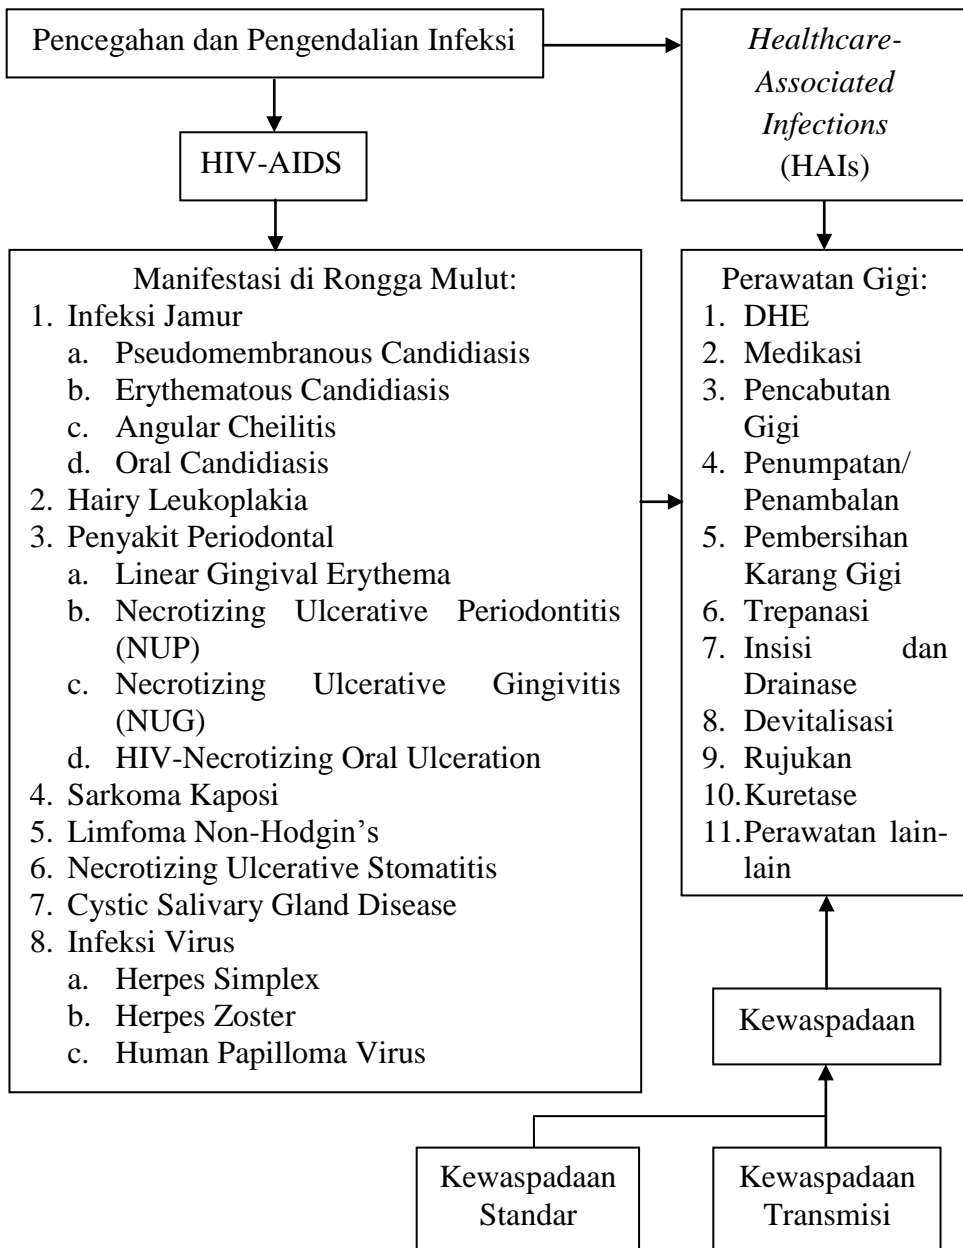 Pencegahan dan Pengendalian Infeksi
Healthcare-
Associated
Infections
(HAIs)
HIV-AIDS
Manifestasi di Rongga Mulut:
1. Infeksi Jamur
a. Pseudomembranous Candidiasis
b. Erythematous Candidiasis
c. Angular Cheilitis
d. Oral Candidiasis
2. Hairy Leukoplakia
3. Penyakit Periodontal
a. Linear Gingival Erythema
b. Necrotizing Ulcerative Periodontitis
(NUP)
c. Necrotizing Ulcerative Gingivitis
(NUG)
d. HIV-Necrotizing Oral Ulceration
4. Sarkoma Kaposi
5. Limfoma Non-Hodgin’s
6. Necrotizing Ulcerative Stomatitis
7. Cystic Salivary Gland Disease
8. Infeksi Virus
a. Herpes Simplex
b. Herpes Zoster
c. Human Papilloma Virus
Perawatan Gigi:
1. DHE
2. Medikasi
3. Pencabutan
Gigi
4. Penumpatan/
Penambalan
5. Pembersihan
Karang Gigi
6. Trepanasi
7. Insisi dan
Drainase
8. Devitalisasi
9. Rujukan
10.Kuretase
11.Perawatan lain-
lain
Kewaspadaan
Kewaspadaan
Standar
Kewaspadaan
Transmisi